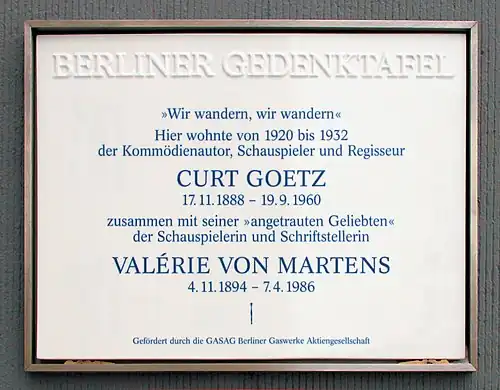 BERLINER GEDENKTAFEL
»Wir wandern, wir wandern«
Hier wohnte von 1920 bis 1932
der Kommödienautor, Schauspieler und Regisseur
CURT GOETZ
17.11.1888 – 19.9.1960
zusammen mit seiner »angetrauten Geliebten«
der Schauspielerin und Schriftstellerin
VALÉRIE VON MARTENS
4.11.1894 – 7.4.1986
Gefördert durch die GASAG Berliner Gaswerke Aktiengesellschaft